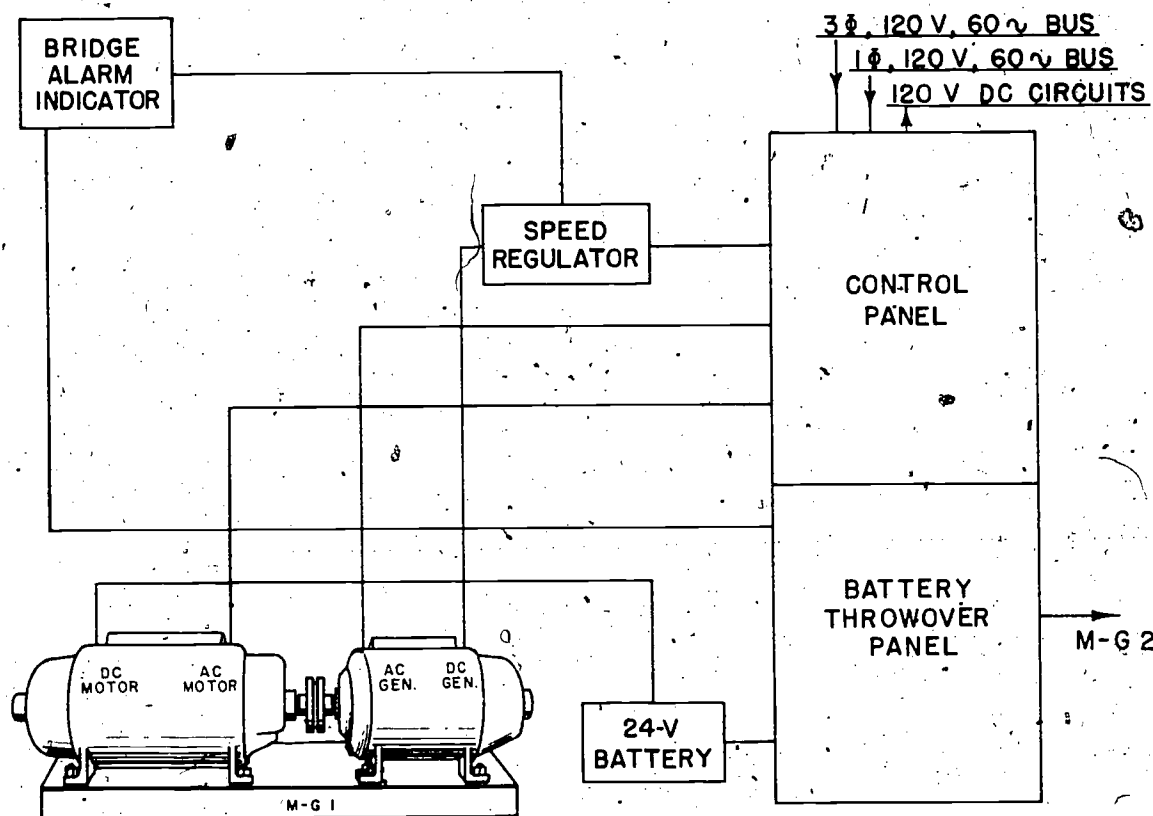 BRIDGE
ALARM
INDICATOR
3Φ, 120 V, 60 ~ BUS
1Φ, 120 V, 60 ~ BUS
120 V DC CIRCUITS
SPEED
REGULATOR
CONTROL
PANEL
BATTERY
THROWOVER
PANEL
M-G 2
DC
MOTOR
AC
MOTOR
AC
GEN.
DC
GEN.
24-V
BATTERY
M-G 1